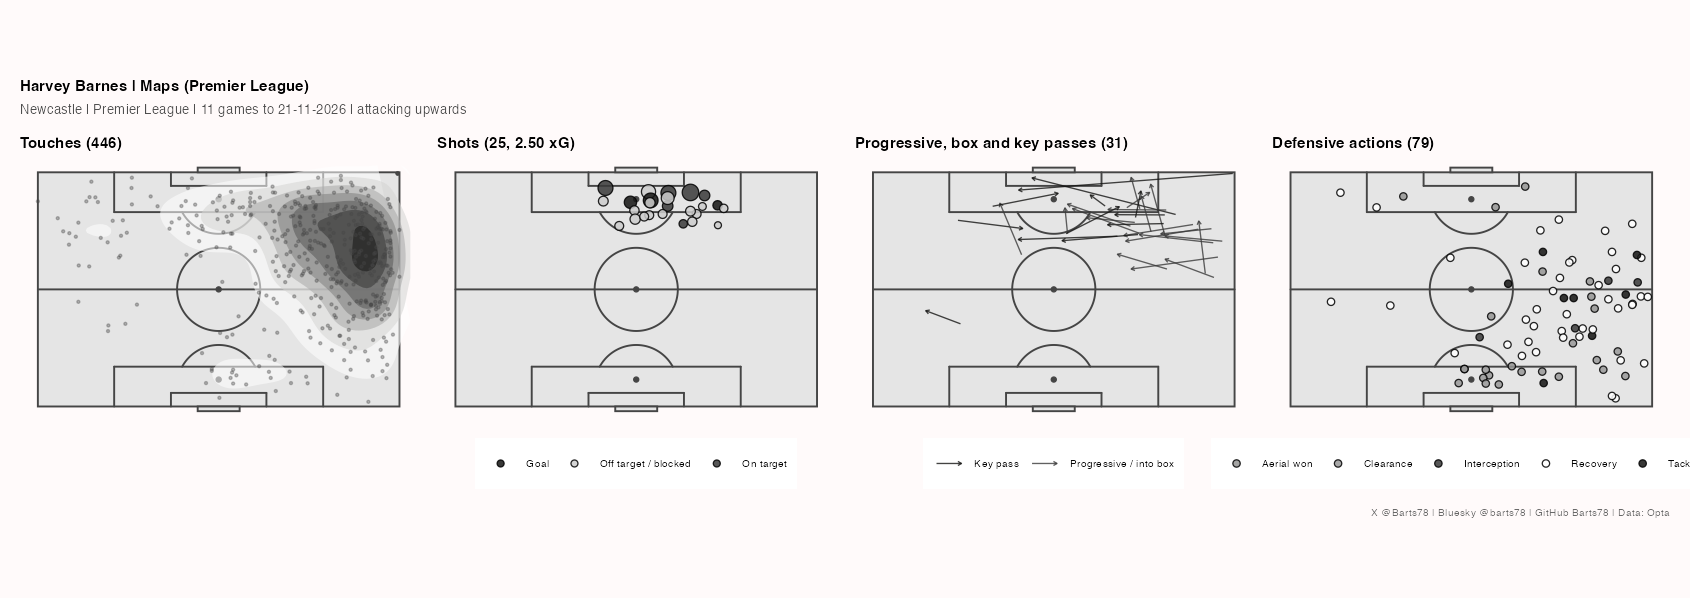 Harvey Barnes | Maps (Premier League)
Newcastle | Premier League | 11 games to 21-11-2026 | attacking upwards
Touches (446)
Shots (25, 2.50 xG)
Progressive, box and key passes (31)
Defensive actions (79)
Goal Off target / blocked On target
Key pass Progressive / into box
Aerial won Clearance Interception Recovery Tack
X @Barts78 | Bluesky @barts78 | GitHub Barts78 | Data: Opta